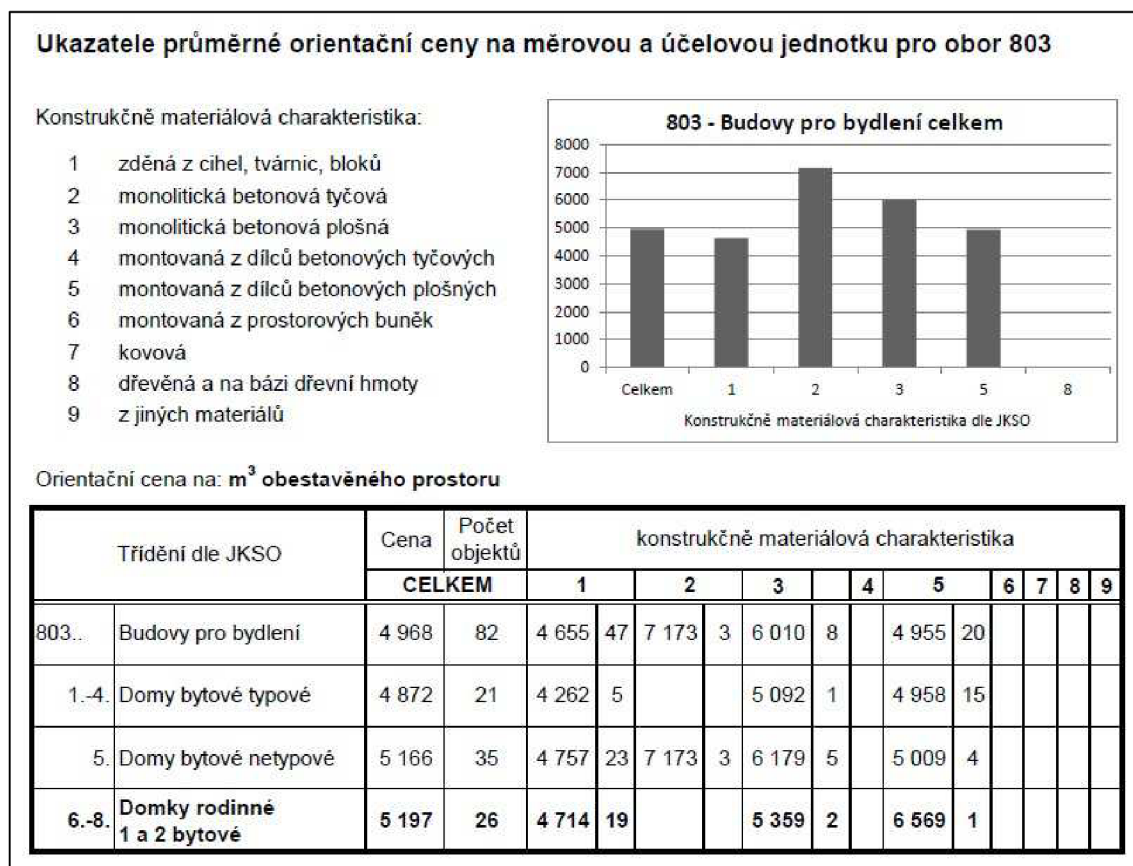 Ukazatele průměrné orientační ceny na měrovou a účelovou jednotku pro obor 803
Konstrukčně materiálová charakteristika:
1 zděná z cihel, tvárnic, bloků
2 monolitická betonová tyčová
3 monolitická betonová plošná
4 montovaná z dílců betonových tyčových
5 montovaná z dílců betonových plošných
6 montovaná z prostorových buněk
7 kovová
8 dřevěná a na bázi dřevní hmoty
9 z jiných materiálů
803 - Budovy pro bydlení celkem
8000
7000
6000
5000
4000
3000
2000
1000
0
Celkem 1 2 3 5 8
Konstrukčně materiálová charakteristika dle JKSO
Orientační cena na: m³ obestavěného prostoru
Třídění dle JKSO Cena Počet objektů konstrukčně materiálová charakteristika
CELKEM 1 2 3 4 5 6 7 8 9
803.. Budovy pro bydlení 4 968 82 4 655 47 7 173 3 6 010 8 4 955 20
1.-4. Domy bytové typové 4 872 21 4 262 5 5 092 1 4 958 15
5. Domy bytové netypové 5 166 35 4 757 23 7 173 3 6 179 5 5 009 4
6.-8. Domky rodinné
1 a 2 bytové 5 197 26 4 714 19 5 359 2 6 569 1